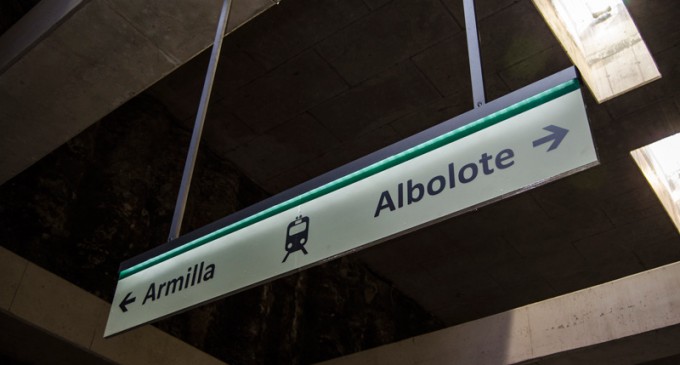 ← Armilla
Albolote →